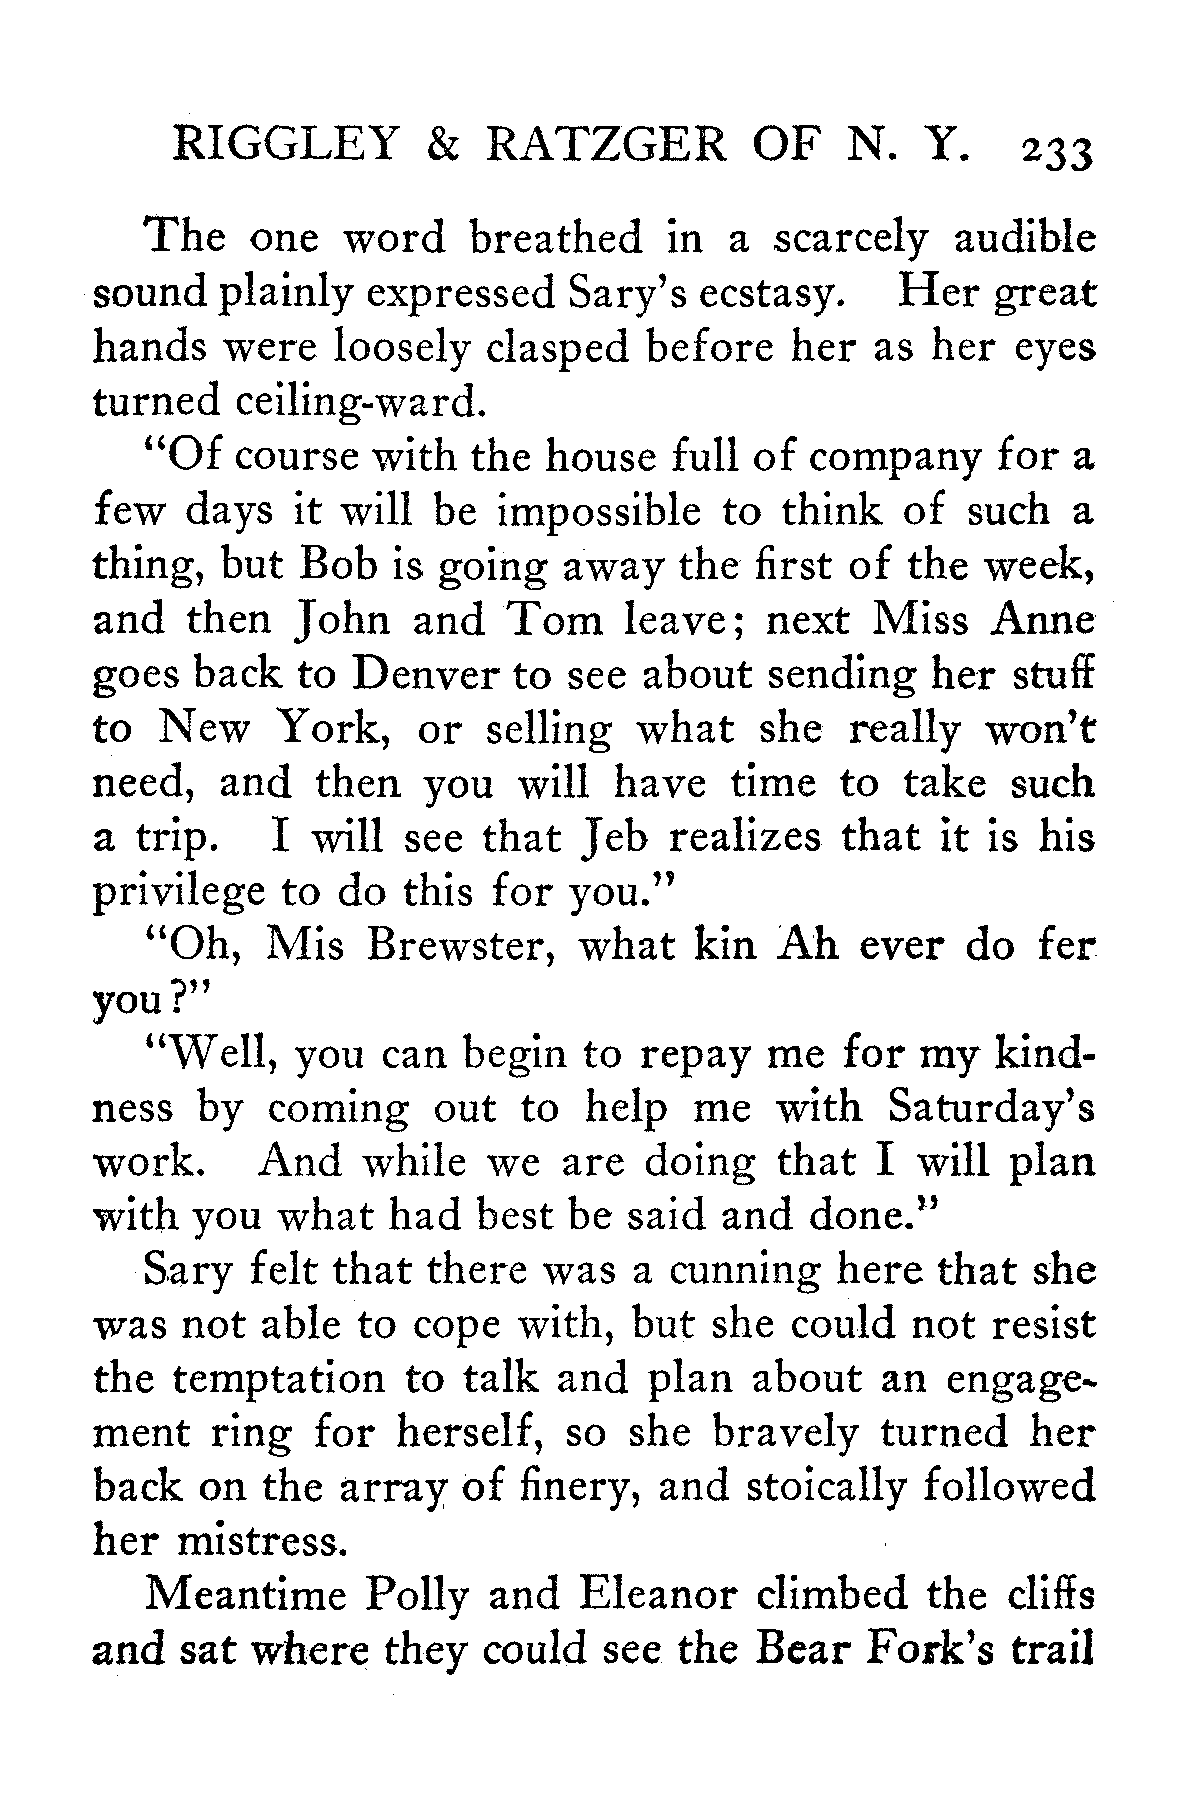 RIGGLEY & RATZGER OF N. Y. 233
The one word breathed in a scarcely audible
sound plainly expressed Sary's ecstasy. Her great
hands were loosely clasped before her as her eyes
turned ceiling-ward.
"Of course with the house full of company for a
few days it will be impossible to think of such a
thing, but Bob is going away the first of the week,
and then John and Tom leave; next Miss Anne
goes back to Denver to see about sending her stuff
to New York, or selling what she really won't
need, and then you will have time to take such
a trip. I will see that Jeb realizes that it is his
privilege to do this for you."
"Oh, Mis Brewster, what kin Ah ever do fer
you?"
"Well, you can begin to repay me for my kind-
ness by coming out to help me with Saturday's
work. And while we are doing that I will plan
with you what had best be said and done."
Sary felt that there was a cunning here that she
was not able to cope with, but she could not resist
the temptation to talk and plan about an engage-
ment ring for herself, so she bravely turned her
back on the array of finery, and stoically followed
her mistress.
Meantime Polly and Eleanor climbed the cliffs
and sat where they could see the Bear Fork's trail